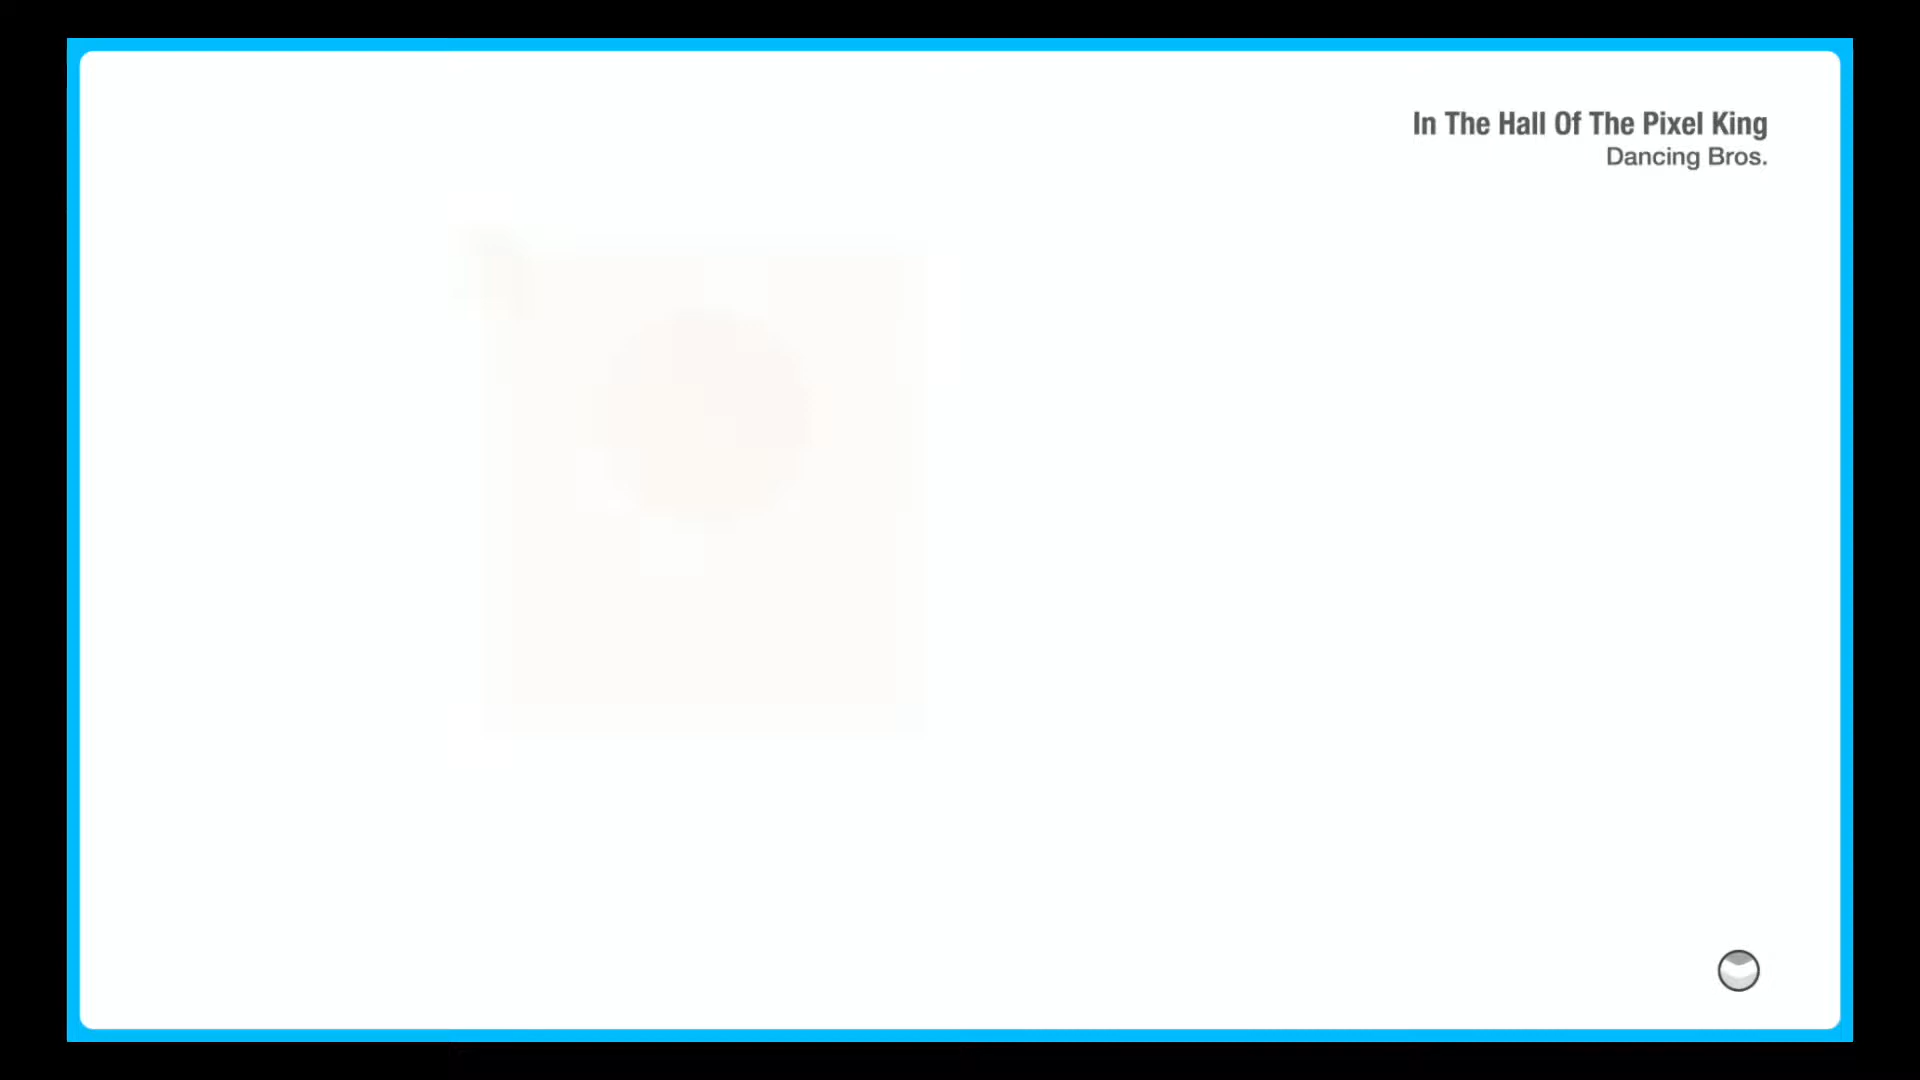 In The Hall Of The Pixel King
Dancing Bros.